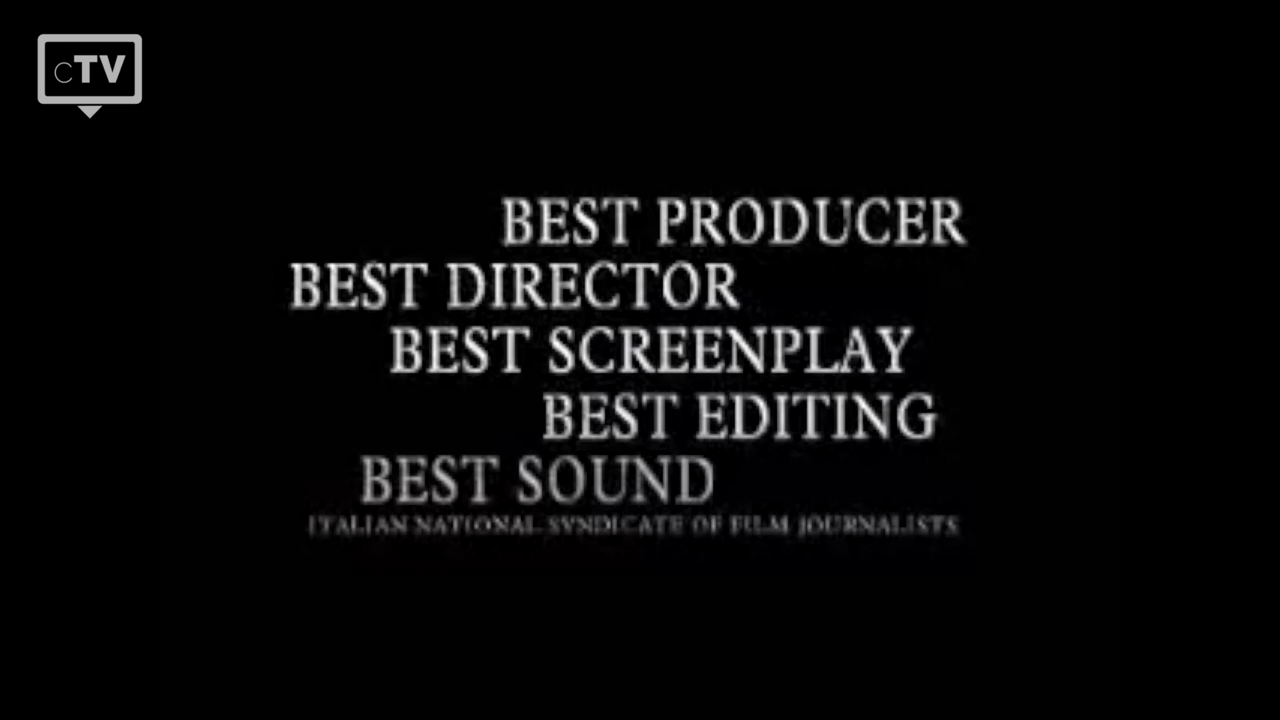 cTV
BEST PRODUCER
BEST DIRECTOR
BEST SCREENPLAY
BEST EDITING
BEST SOUND
ITALIAN NATIONAL SYNDICATE OF FILM JOURNALISTS